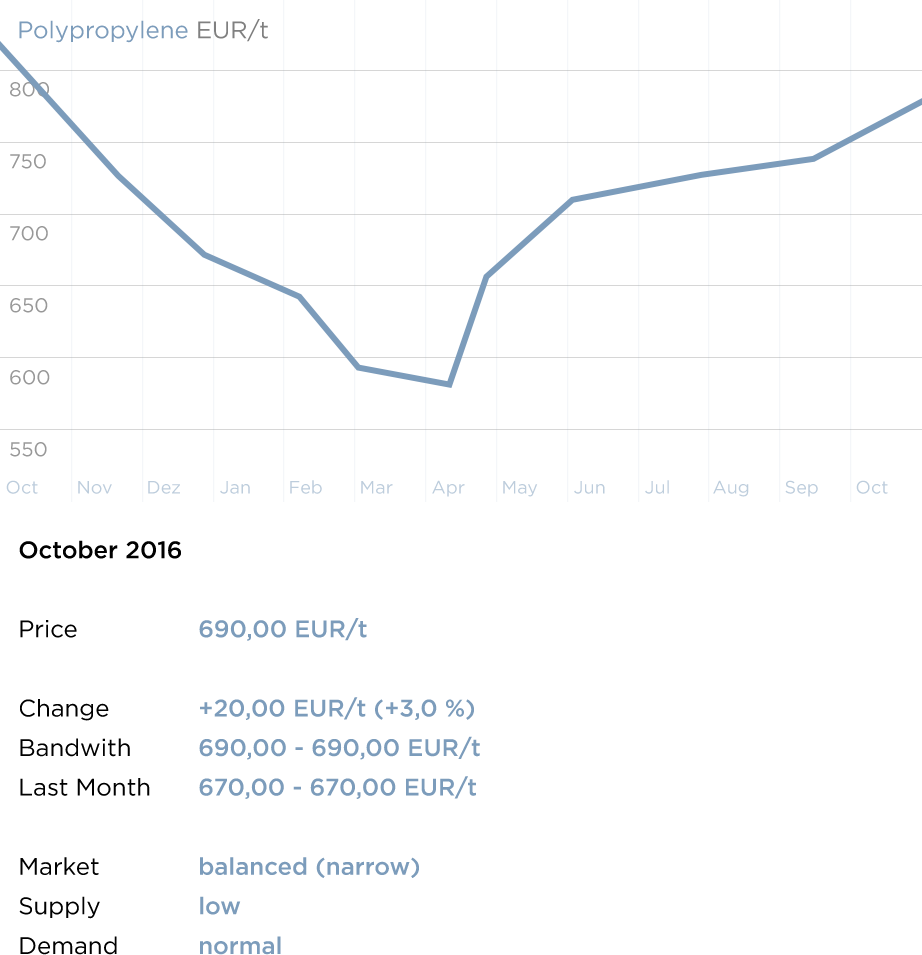 Polypropylene EUR/t
800
750
700
650
600
550
Oct Nov Dez Jan Feb Mar Apr May Jun Jul Aug Sep Oct
October 2016
Price 690,00 EUR/t
Change +20,00 EUR/t (+3,0 %)
Bandwith 690,00 - 690,00 EUR/t
Last Month 670,00 - 670,00 EUR/t
Market balanced (narrow)
Supply low
Demand normal